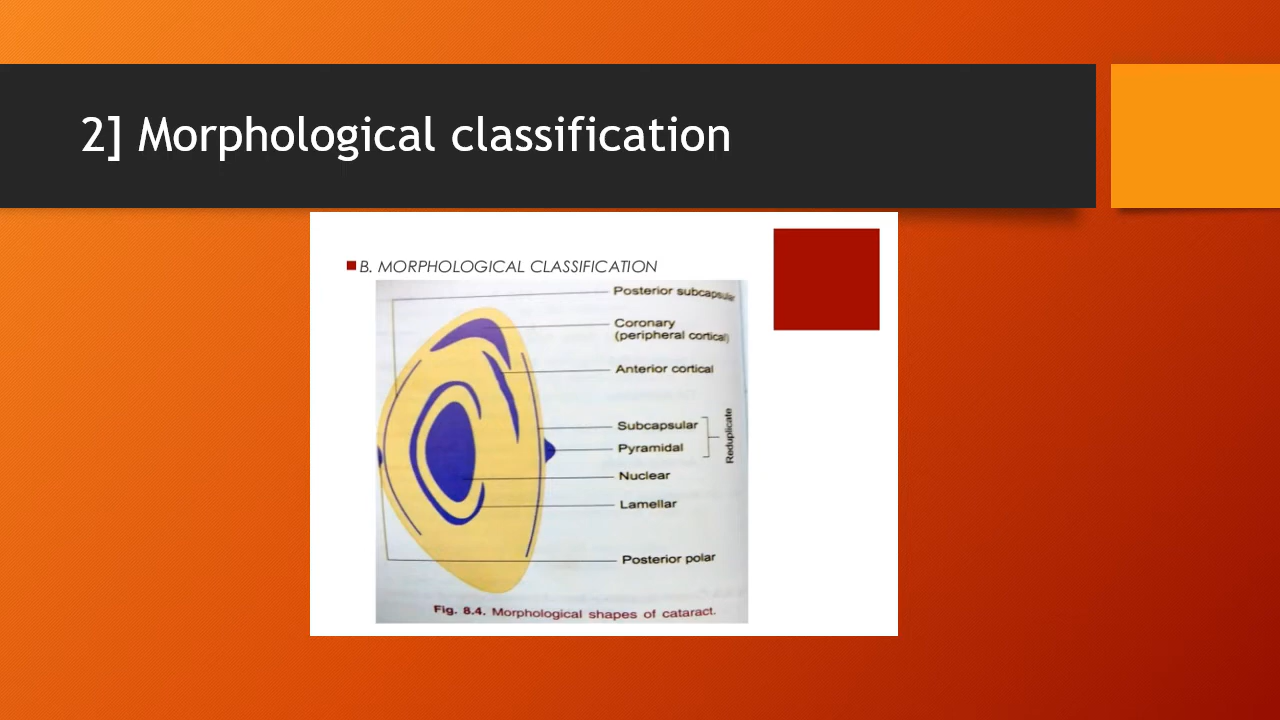 2] Morphological classification
B. MORPHOLOGICAL CLASSIFICATION
Posterior subcapsular
Coronary
(peripheral cortical)
Anterior cortical
Subcapsular
Pyramidal
Reduplicate
Nuclear
Lamellar
Posterior polar
Fig. 8.4. Morphological shapes of cataract.